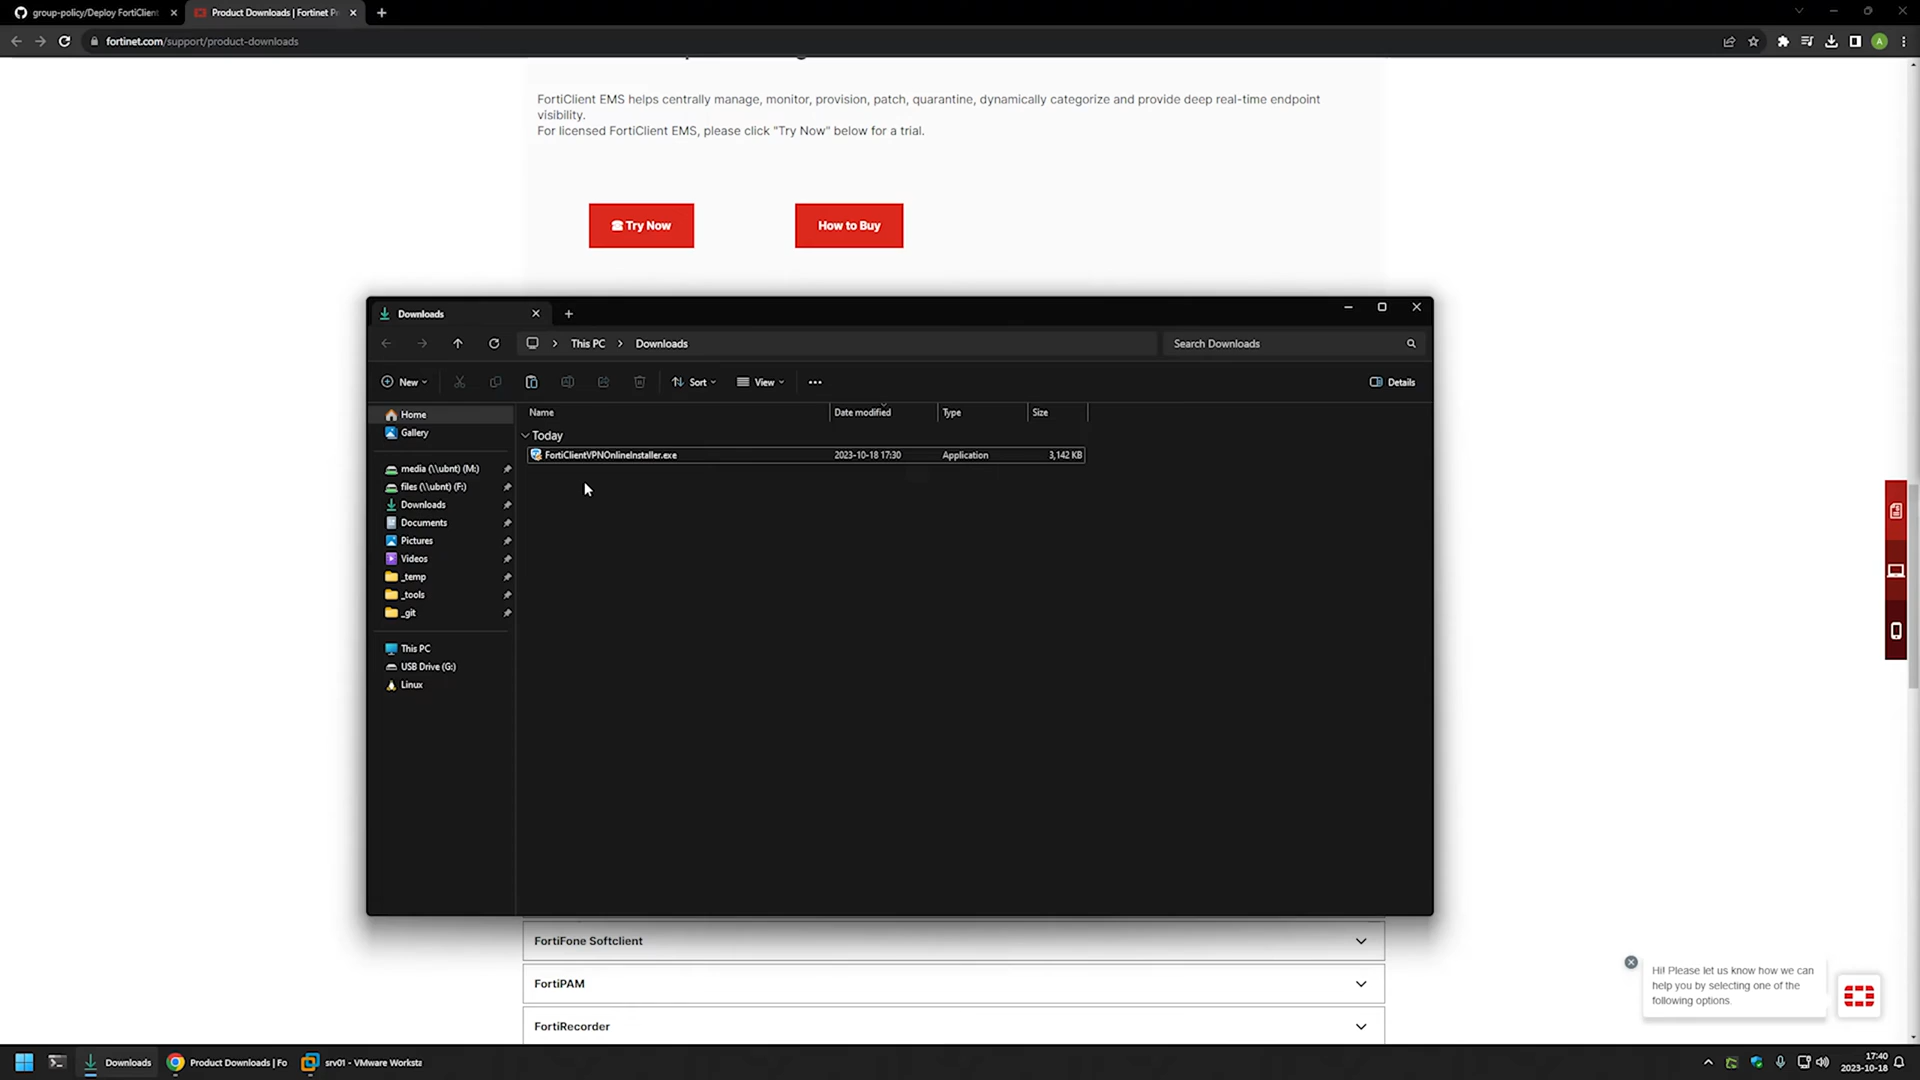 group-policy/Deploy FortiClient
Product Downloads | Fortinet P
fortinet.com/support/product-downloads
A
FortiClient EMS helps centrally manage, monitor, provision, patch, quarantine, dynamically categorize and provide deep real-time endpoint
visibility.
For licensed FortiClient EMS, please click "Try Now" below for a trial.
Try Now
How to Buy
Downloads
This PC
Downloads
Search Downloads
New
Sort
View
Details
Home
Gallery
media (\\ubnt) (M:)
files (\\ubnt) (F:)
Downloads
Documents
Pictures
Videos
_temp
_tools
_git
This PC
USB Drive (G:)
Linux
Name
Date modified
Type
Size
Today
FortiClientVPNOnlineInstaller.exe
2023-10-18 17:30
Application
3,142 KB
FortiFone Softclient
FortiPAM
FortiRecorder
Hi! Please let us know how we can
help you by selecting one of the
following options.
Downloads
Product Downloads | Fo
srv01 - VMware Worksta
17:40
2023-10-18